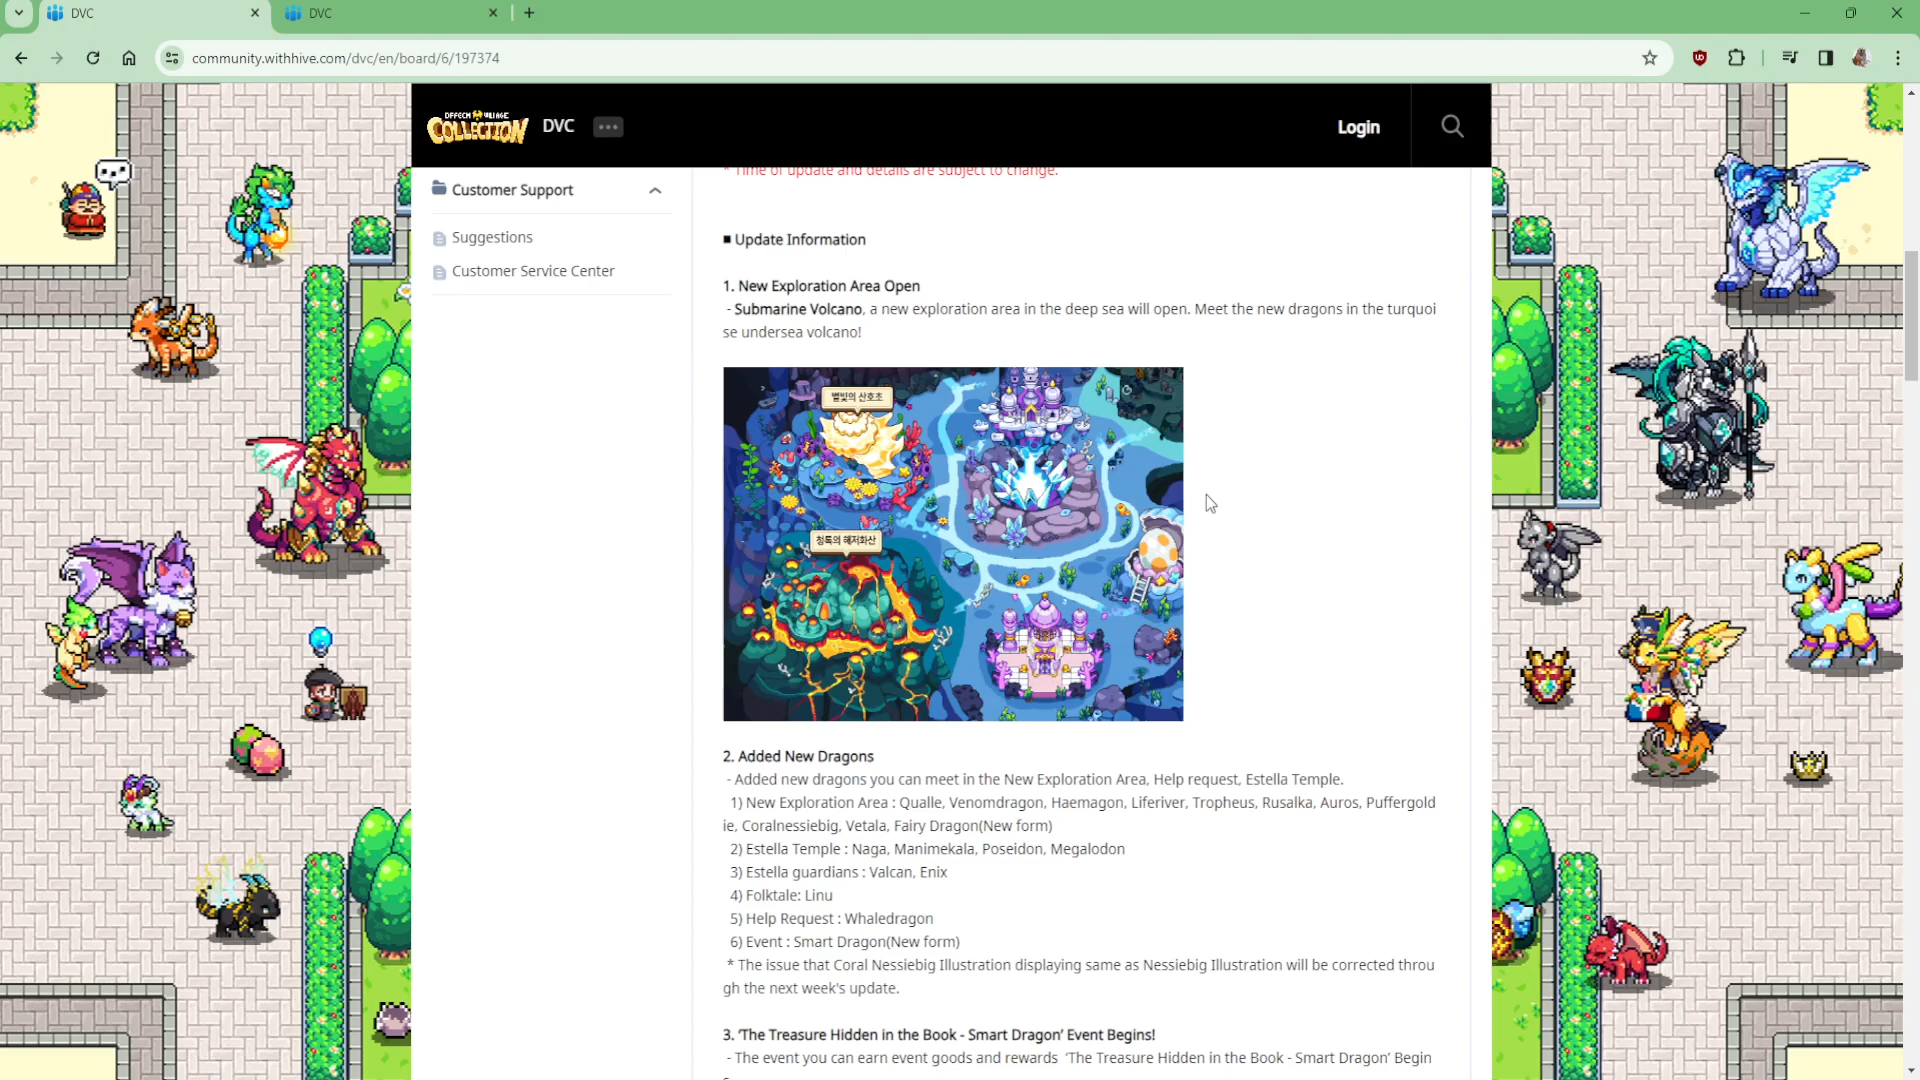 DVC
DVC
community.withhive.com/dvc/en/board/6/197374
COLLECTION
DVC
Login
* Time of update and details are subject to change.
Customer Support
Suggestions
Customer Service Center
■ Update Information
1. New Exploration Area Open
- Submarine Volcano, a new exploration area in the deep sea will open. Meet the new dragons in the turquoi
se undersea volcano!
별빛의 산호초
청록의 해저화산
2. Added New Dragons
- Added new dragons you can meet in the New Exploration Area, Help request, Estella Temple.
1) New Exploration Area : Qualle, Venomdragon, Haemagon, Liferiver, Tropheus, Rusalka, Auros, Puffergold
ie, Coralnessiebig, Vetala, Fairy Dragon(New form)
2) Estella Temple : Naga, Manimekala, Poseidon, Megalodon
3) Estella guardians : Valcan, Enix
4) Folktale: Linu
5) Help Request : Whaledragon
6) Event : Smart Dragon(New form)
* The issue that Coral Nessiebig Illustration displaying same as Nessiebig Illustration will be corrected throu
gh the next week's update.
3. ‘The Treasure Hidden in the Book - Smart Dragon’ Event Begins!
- The event you can earn event goods and rewards ‘The Treasure Hidden in the Book - Smart Dragon’ Begin